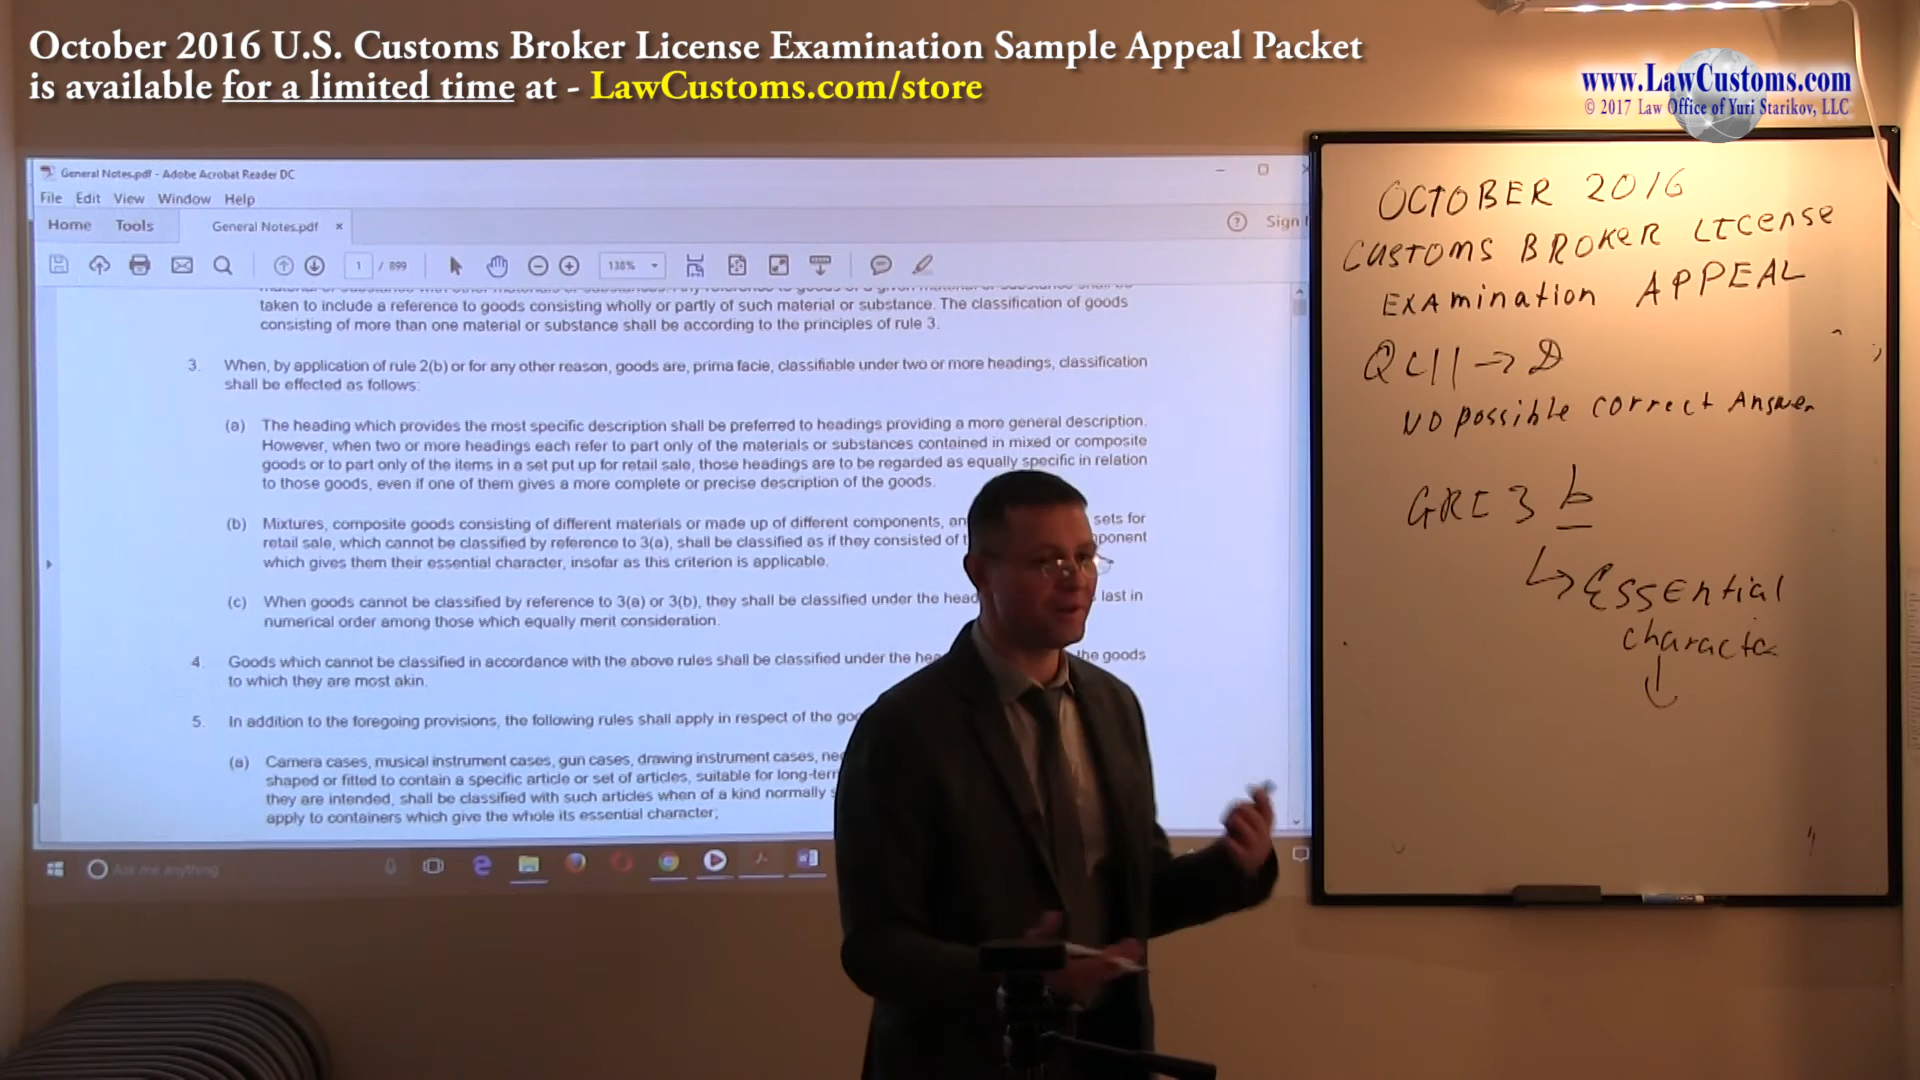 October 2016 U.S. Customs Broker License Examination Sample Appeal Packet
is available for a limited time at - LawCustoms.com/store
www.LawCustoms.com
© 2017 Law Office of Yuri Starikov, LLC
General Notes.pdf - Adobe Acrobat Reader DC
File Edit View Window Help
Home Tools General Notes.pdf × ? Sign
1 / 899 138%
taken to include a reference to goods consisting wholly or partly of such material or substance. The classification of goods
consisting of more than one material or substance shall be according to the principles of rule 3.
3. When, by application of rule 2(b) or for any other reason, goods are, prima facie, classifiable under two or more headings, classification
shall be effected as follows:
(a) The heading which provides the most specific description shall be preferred to headings providing a more general description.
However, when two or more headings each refer to part only of the materials or substances contained in mixed or composite
goods or to part only of the items in a set put up for retail sale, those headings are to be regarded as equally specific in relation
to those goods, even if one of them gives a more complete or precise description of the goods.
(b) Mixtures, composite goods consisting of different materials or made up of different components, sets for
retail sale, which cannot be classified by reference to 3(a), shall be classified as if they consisted of
which gives them their essential character, insofar as this criterion is applicable.
(c) When goods cannot be classified by reference to 3(a) or 3(b), they shall be classified under the last in
numerical order among those which equally merit consideration.
4. Goods which cannot be classified in accordance with the above rules shall be classified under the the goods
to which they are most akin.
5. In addition to the foregoing provisions, the following rules shall apply in respect of the
(a) Camera cases, musical instrument cases, gun cases, drawing instrument cases,
shaped or fitted to contain a specific article or set of articles, suitable for
they are intended, shall be classified with such articles when of a kind normally
apply to containers which give the whole its essential character;
Ask me anything
OCTOBER 2016
CUSTOMS BROKER LICENSE
EXAMINATION APPEAL
QC11 → D
NO possible correct Answer
GRI 3 b
Essential